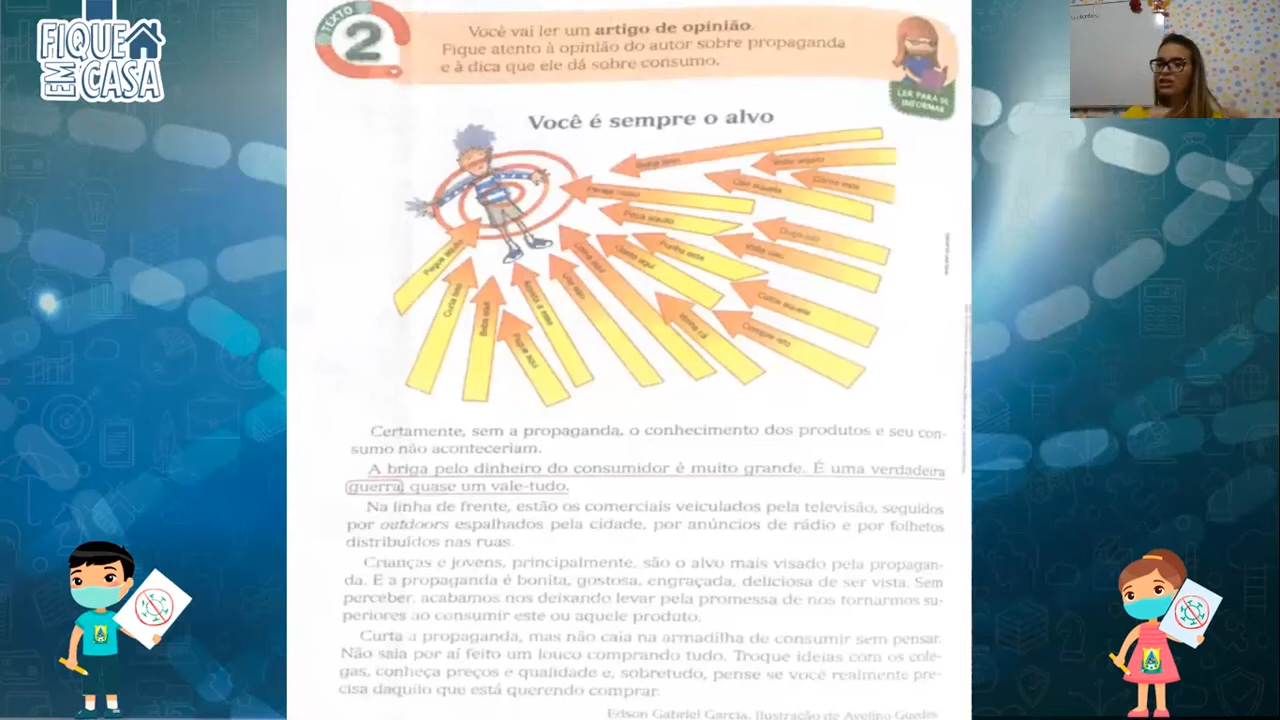 FIQUE
EM
CASA
TEXTO
2
Você vai ler um artigo de opinião.
Fique atento à opinião do autor sobre propaganda
e à dica que ele dá sobre consumo.
LER PARA SE
INFORMAR
Você é sempre o alvo
Certamente, sem a propaganda, o conhecimento dos produtos e seu con-
sumo não aconteceriam.
A briga pelo dinheiro do consumidor é muito grande. É uma verdadeira
guerra, quase um vale-tudo.
Na linha de frente, estão os comerciais veiculados pela televisão, seguidos
por outdoors espalhados pela cidade, por anúncios de rádio e por folhetos
distribuídos nas ruas.
Crianças e jovens, principalmente, são o alvo mais visado pela propagan-
da. E a propaganda é bonita, gostosa, engraçada, deliciosa de ser vista. Sem
perceber, acabamos nos deixando levar pela promessa de nos tornarmos su-
periores ao consumir este ou aquele produto.
Curta a propaganda, mas não caia na armadilha de consumir sem pensar.
Não saia por aí feito um louco comprando tudo. Troque ideias com os cole-
gas, conheça preços e qualidade e, sobretudo, pense se você realmente pre-
cisa daquilo que está querendo comprar.
Edson Gabriel Garcia. Ilustração de Avelino Guedes